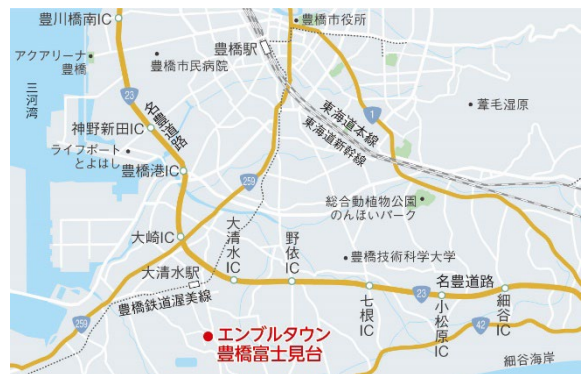 豊川橋南IC
豊橋市役所
豊橋駅
アクアリーナ
豊橋
豊橋市民病院
三河湾
23
名豊道路
1
東海道本線
東海道新幹線
葦毛湿原
神野新田IC
ライフポート
とよはし
豊橋港IC
259
総合動植物公園
のんほいパーク
大崎IC
大清水IC
野依IC
豊橋技術科学大学
大清水駅
名豊道路
豊橋鉄道渥美線
七根IC
23
小松原IC
細谷IC
259
42
エンブルタウン
豊橋富士見台
細谷海岸